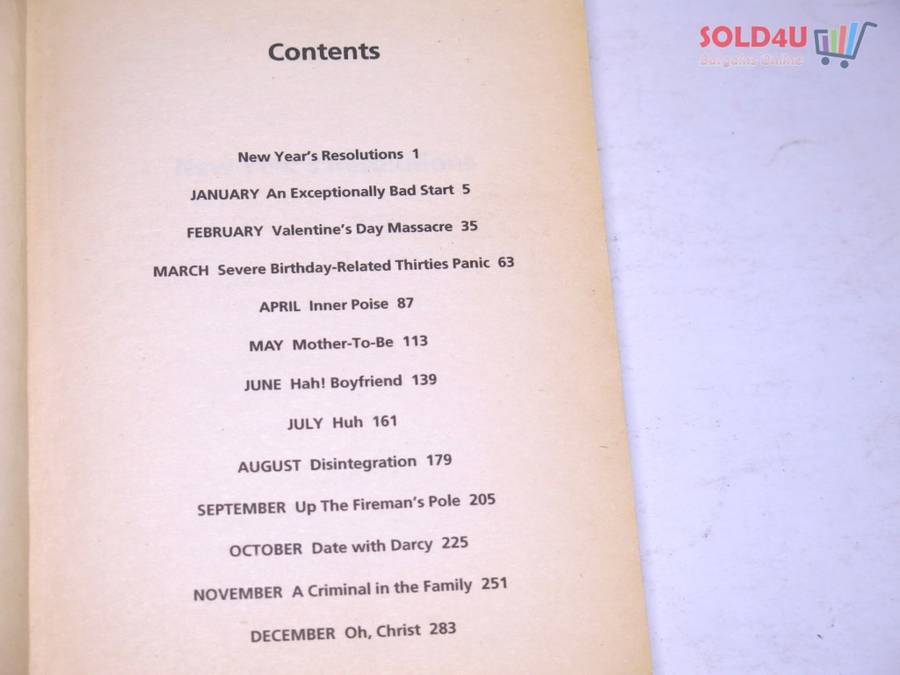 SOLD4U
Bargains Online
Contents
New Year's Resolutions 1
JANUARY An Exceptionally Bad Start 5
FEBRUARY Valentine's Day Massacre 35
MARCH Severe Birthday-Related Thirties Panic 63
APRIL Inner Poise 87
MAY Mother-To-Be 113
JUNE Hah! Boyfriend 139
JULY Huh 161
AUGUST Disintegration 179
SEPTEMBER Up The Fireman's Pole 205
OCTOBER Date with Darcy 225
NOVEMBER A Criminal in the Family 251
DECEMBER Oh, Christ 283